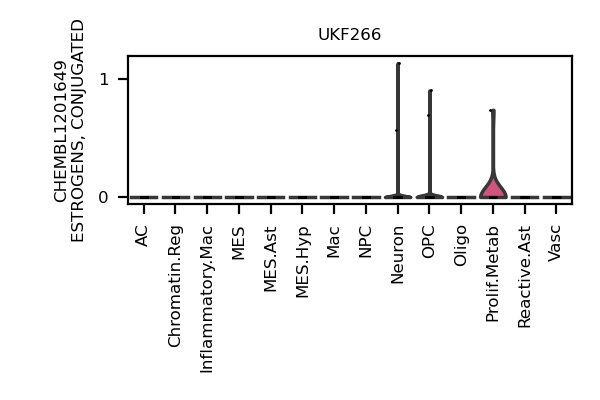 UKF266
CHEMBL1201649
ESTROGENS, CONJUGATED
1
0
AC
Chromatin.Reg
Inflammatory.Mac
MES
MES.Ast
MES.Hyp
Mac
NPC
Neuron
OPC
Oligo
Prolif.Metab
Reactive.Ast
Vasc